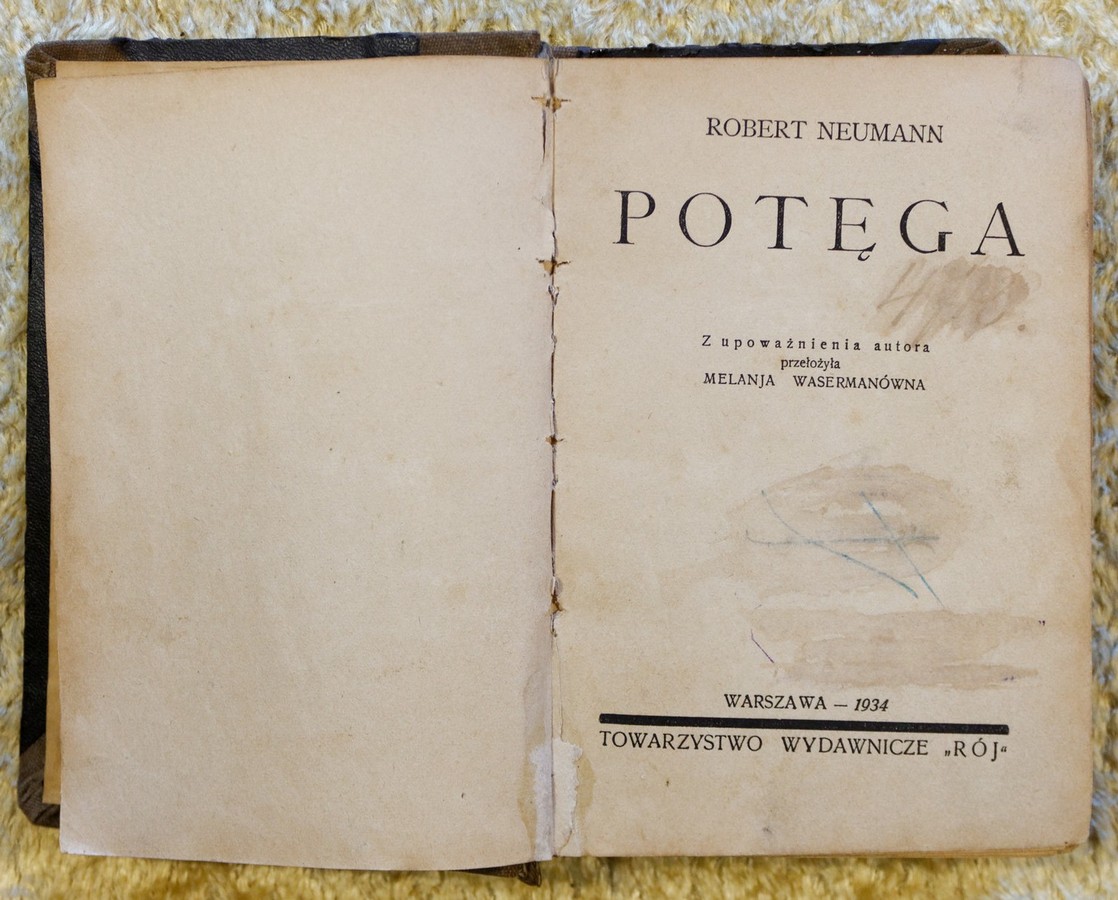 ROBERT NEUMANN
POTĘGA
Z upoważnienia autora
przełożyła
MELANJA WASERMANÓWNA
WARSZAWA — 1934
TOWARZYSTWO WYDAWNICZE „RÓJ“